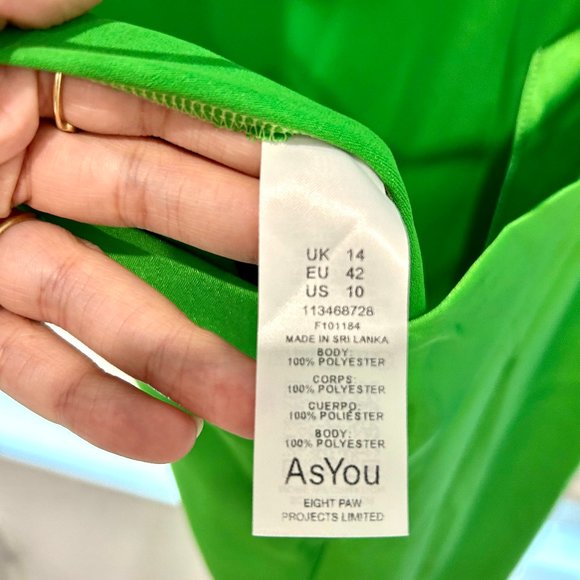 UK 14
EU 42
US 10
113468728
F101184
MADE IN SRI LANKA
BODY:
100% POLYESTER
CORPS:
100% POLYESTER
CUERPO:
100% POLIÉSTER
BODY:
100% POLYESTER
AsYou
EIGHT PAW
PROJECTS LIMITED